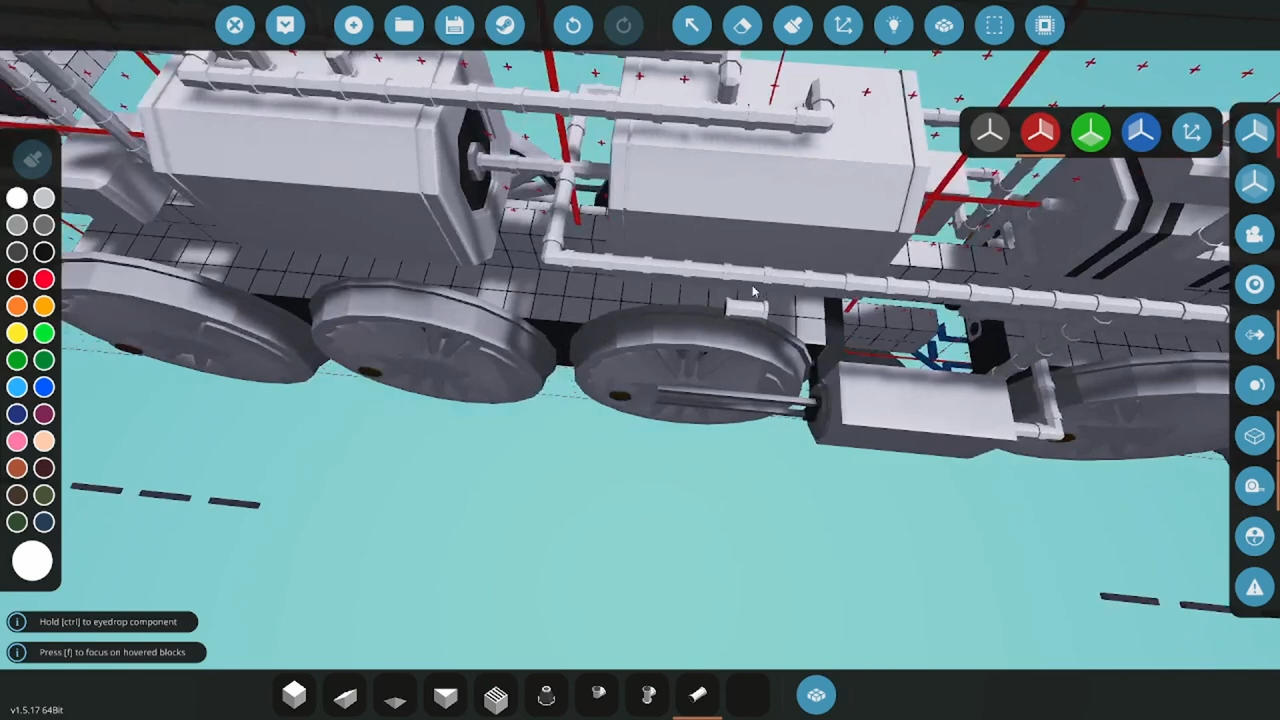 Hold [ctrl] to eyedrop component
Press [f] to focus on hovered blocks
v1.5.17 64Bit